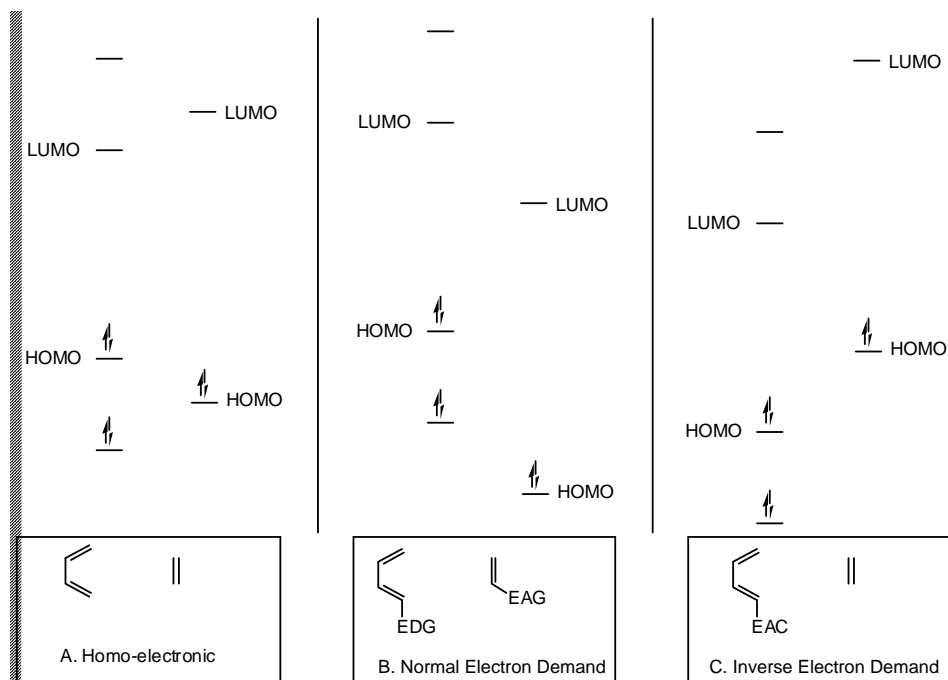 LUMO
LUMO
HOMO
HOMO
EDG
EAG
A. Homo-electronic
LUMO
LUMO
HOMO
HOMO
B. Normal Electron Demand
LUMO
LUMO
HOMO
HOMO
EAC
C. Inverse Electron Demand